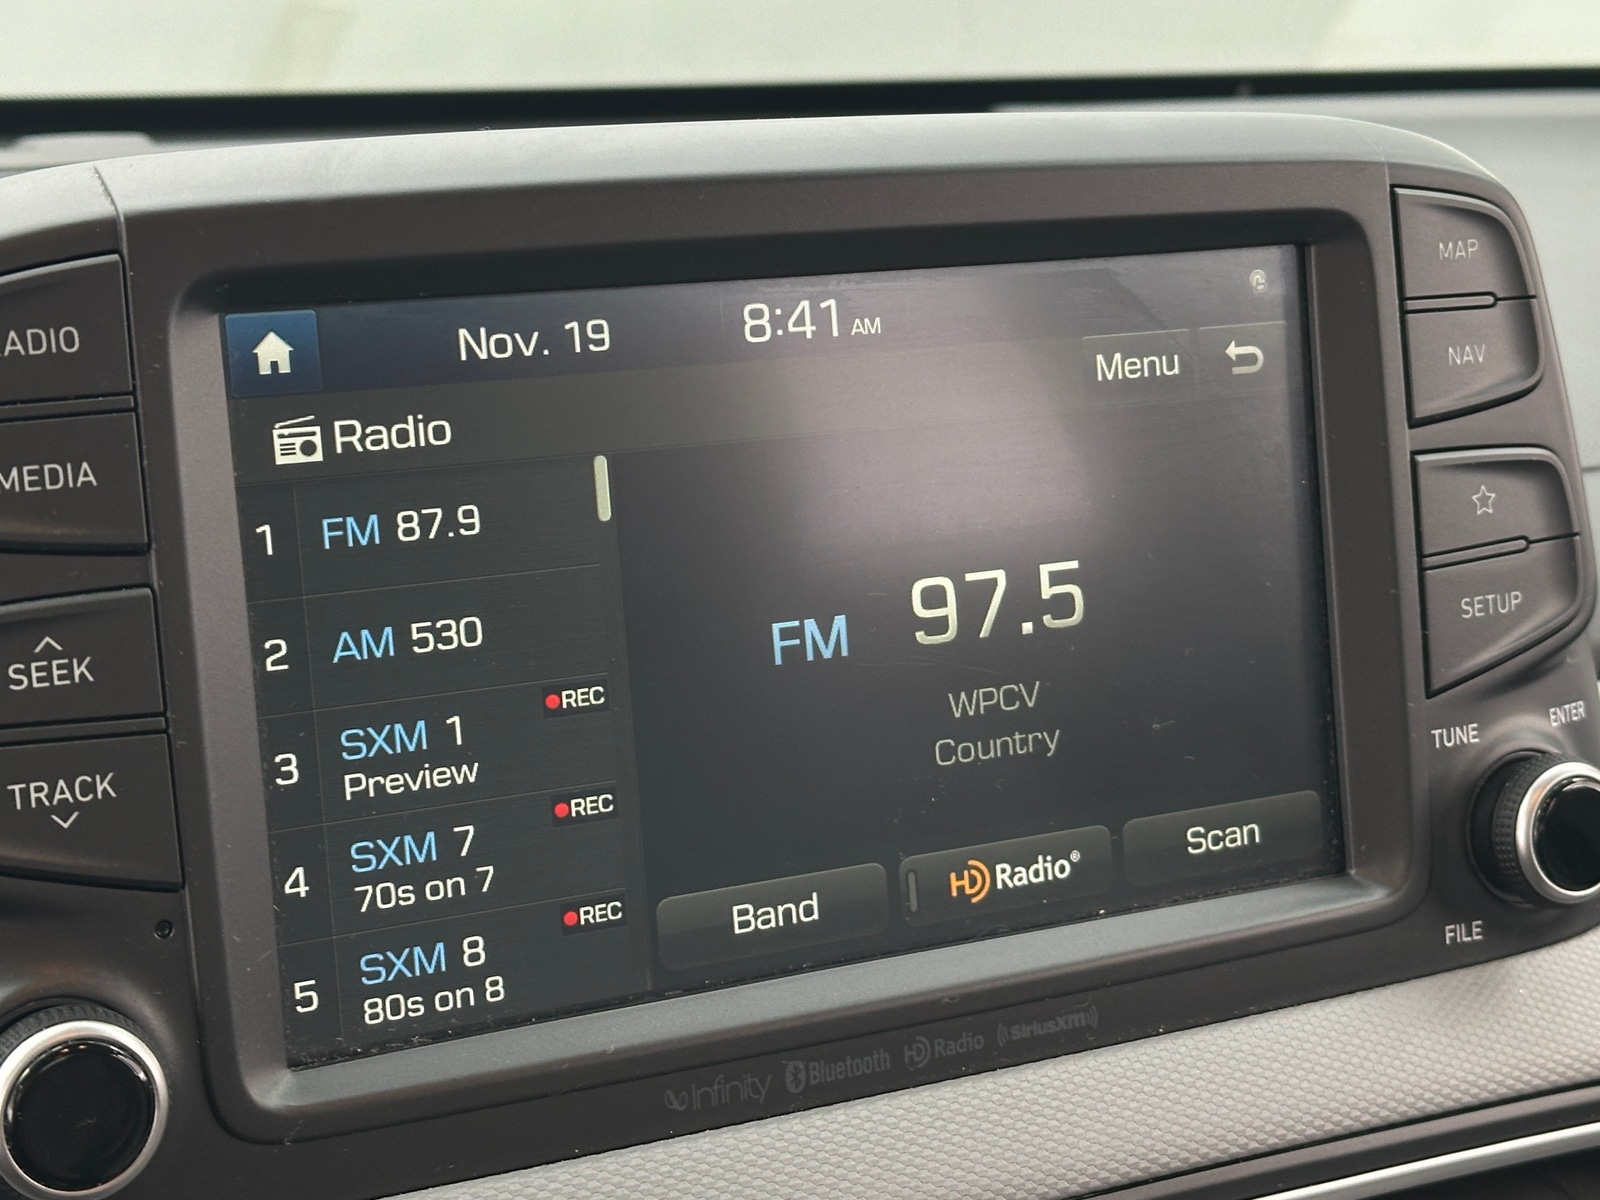 Nov. 19
8:41 AM
Menu
Radio
1 FM 87.9
2 AM 530
REC
3 SXM 1
Preview
REC
4 SXM 7
70s on 7
REC
5 SXM 8
80s on 8
FM 97.5
WPCV
Country
Band
HD Radio®
Scan
RADIO
MEDIA
SEEK
TRACK
MAP
NAV
SETUP
TUNE
ENTER
FILE
Infinity Bluetooth HD Radio ((SiriusXM))